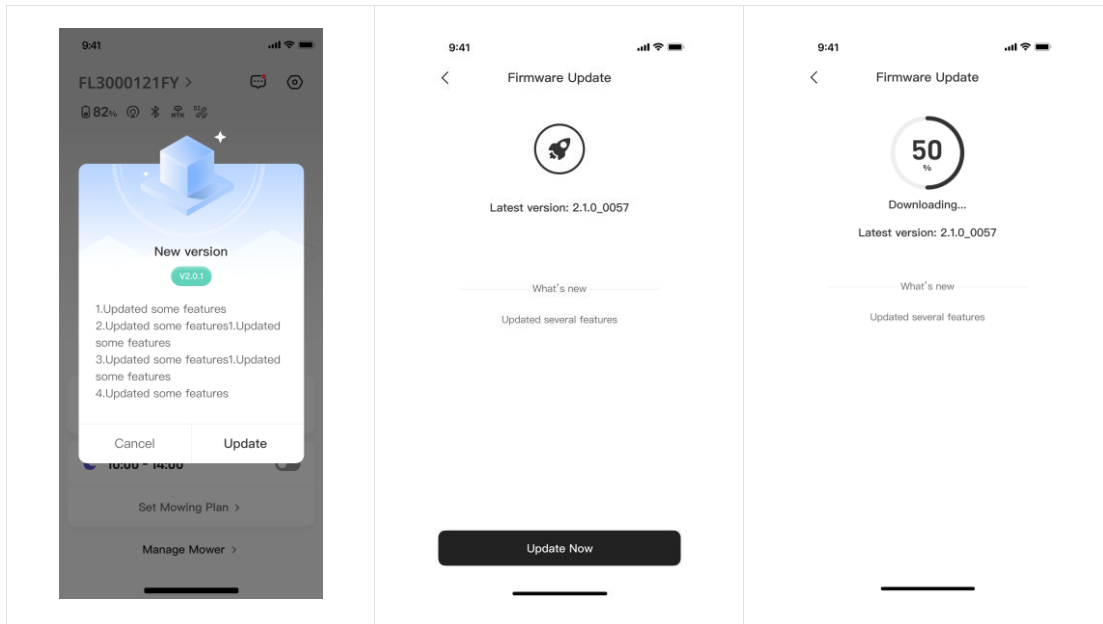 9:41
FL3000121FY >
82%
RTK
New version
V2.0.1
1.Updated some features
2.Updated some features1.Updated
some features
3.Updated some features1.Updated
some features
4.Updated some features
Cancel
Update
10:00 - 14:00
Set Mowing Plan >
Manage Mower >
9:41
Firmware Update
Latest version: 2.1.0_0057
What's new
Updated several features
Update Now
9:41
Firmware Update
50
%
Downloading...
Latest version: 2.1.0_0057
What's new
Updated several features